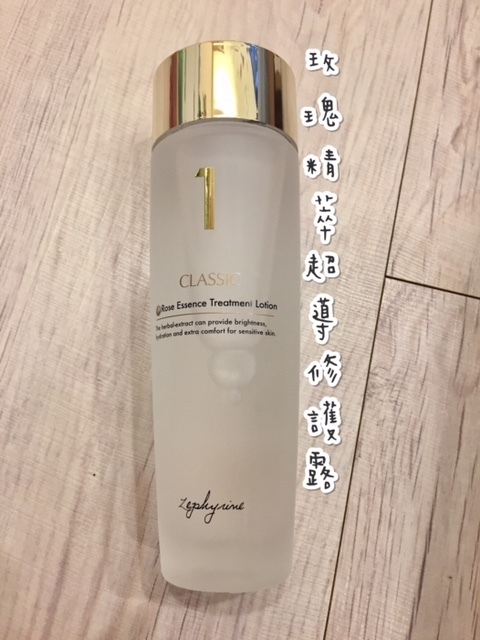 1
CLASSIC
Rose Essence Treatment Lotion
The herbal-extract can provide brightness,
hydration and extra comfort for sensitive skin.
Zephyrine
玫瑰精萃超導修護露